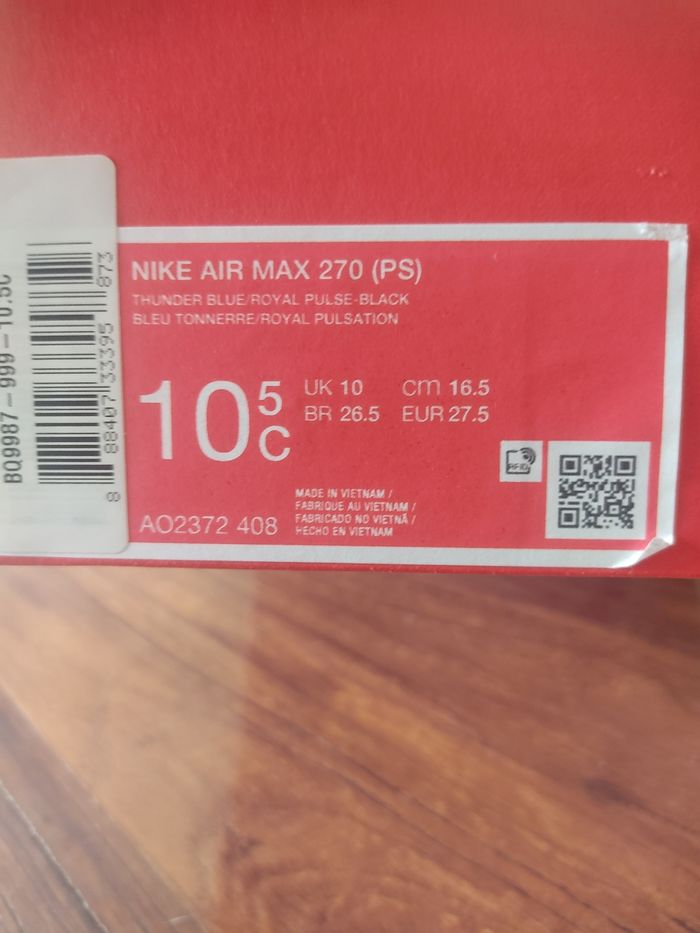 BQ9987-999-10.5C
8 88407 33395 873
NIKE AIR MAX 270 (PS)
THUNDER BLUE/ROYAL PULSE-BLACK
BLEU TONNERRE/ROYAL PULSATION
10 5 C
UK 10 cm 16.5
BR 26.5 EUR 27.5
RFID
AO2372 408
MADE IN VIETNAM /
FABRIQUE AU VIETNAM /
FABRICADO NO VIETNÃ /
HECHO EN VIETNAM